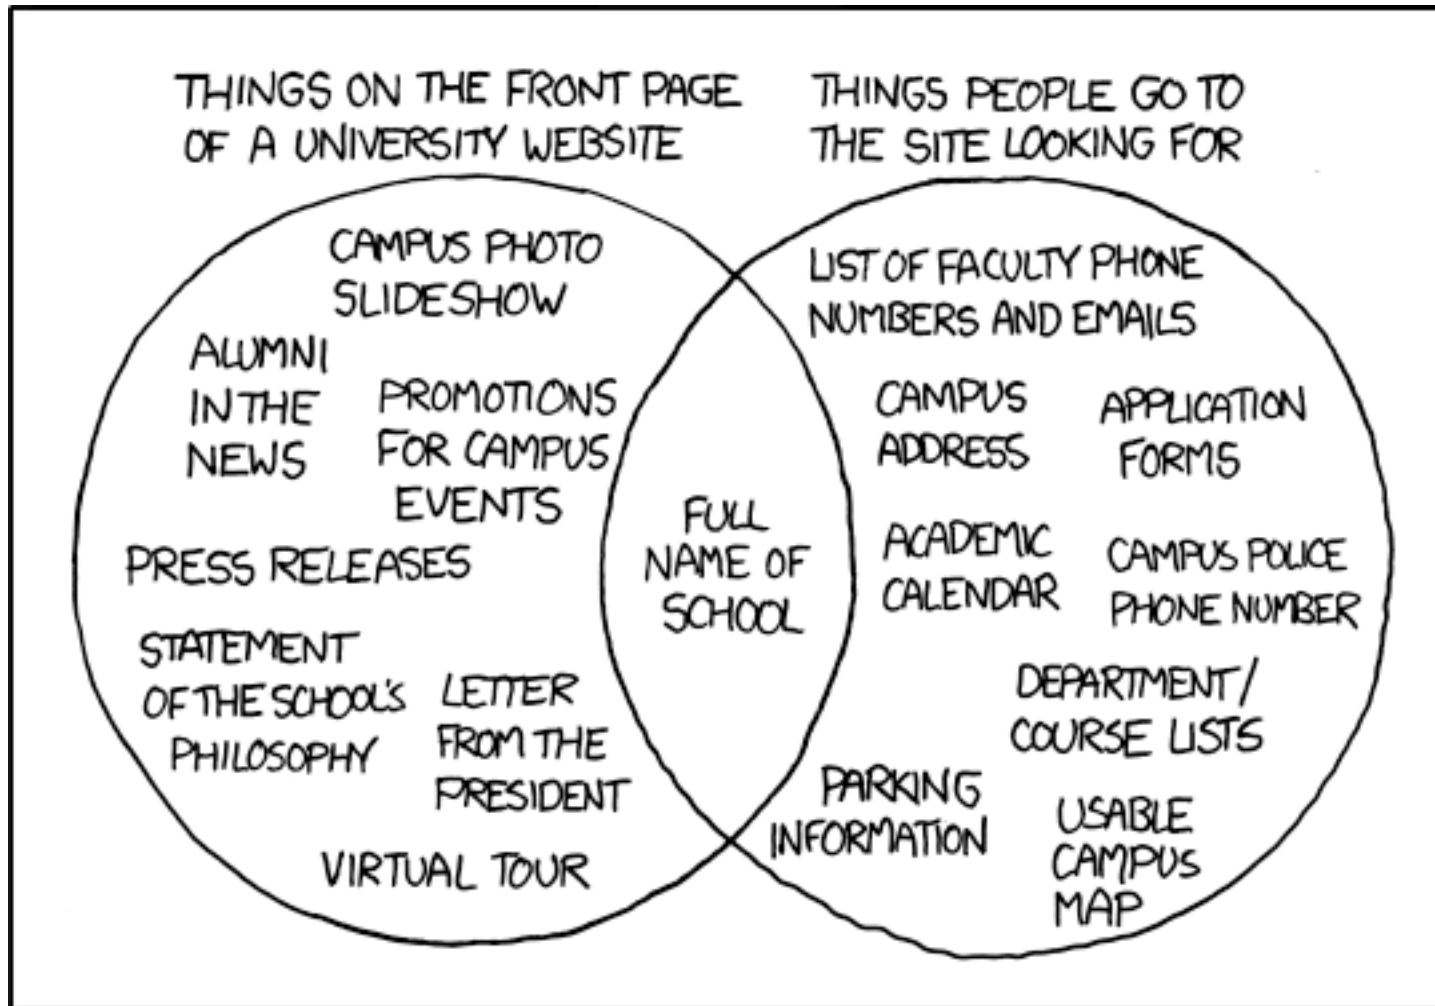 THINGS ON THE FRONT PAGE
OF A UNIVERSITY WEBSITE
THINGS PEOPLE GO TO
THE SITE LOOKING FOR
CAMPUS PHOTO
SLIDESHOW
ALUMNI
IN THE
NEWS
PROMOTIONS
FOR CAMPUS
EVENTS
PRESS RELEASES
STATEMENT
OF THE SCHOOL'S
PHILOSOPHY
LETTER
FROM THE
PRESIDENT
VIRTUAL TOUR
FULL
NAME OF
SCHOOL
LIST OF FACULTY PHONE
NUMBERS AND EMAILS
CAMPUS
ADDRESS
APPLICATION
FORMS
ACADEMIC
CALENDAR
CAMPUS POLICE
PHONE NUMBER
DEPARTMENT/
COURSE LISTS
PARKING
INFORMATION
USABLE
CAMPUS
MAP